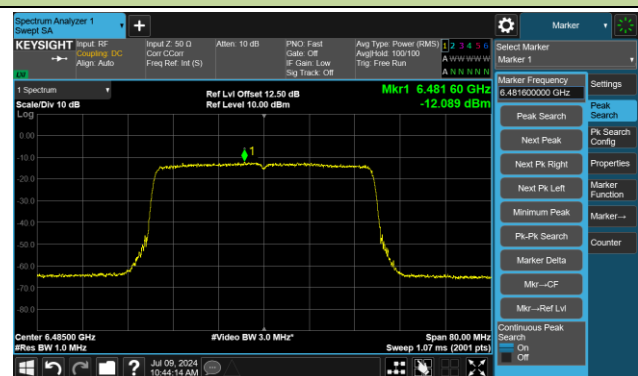 Spectrum Analyzer 1
Swept SA
+
Marker
KEYSIGHT
Input: RF
Coupling: DC
Align: Auto
Input Z: 50 Ω
Corr CCorr
Freq Ref: Int (S)
Atten: 10 dB
PNO: Fast
Gate: Off
IF Gain: Low
Sig Track: Off
Avg Type: Power (RMS)
Avg|Hold: 100/100
Trig: Free Run
1 2 3 4 5 6
A W W W W W
A N N N N N
LXI
Select Marker
Marker 1
1 Spectrum
Scale/Div 10 dB
Log
Ref Lvl Offset 12.50 dB
Ref Level 10.00 dBm
Mkr1 6.481 60 GHz
-12.089 dBm
0.00
-10.0
-20.0
-30.0
-40.0
-50.0
-60.0
-70.0
-80.0
1
Center 6.48500 GHz
#Res BW 1.0 MHz
#Video BW 3.0 MHz*
Span 80.00 MHz
Sweep 1.07 ms (2001 pts)
Marker Frequency
6.481600000 GHz
Peak Search
Next Peak
Next Pk Right
Next Pk Left
Minimum Peak
Pk-Pk Search
Marker Delta
Mkr→CF
Mkr→Ref Lvl
Continuous Peak
Search
On
Off
Settings
Peak
Search
Pk Search
Config
Properties
Marker
Function
Marker→
Counter
?
Jul 09, 2024
10:44:14 AM